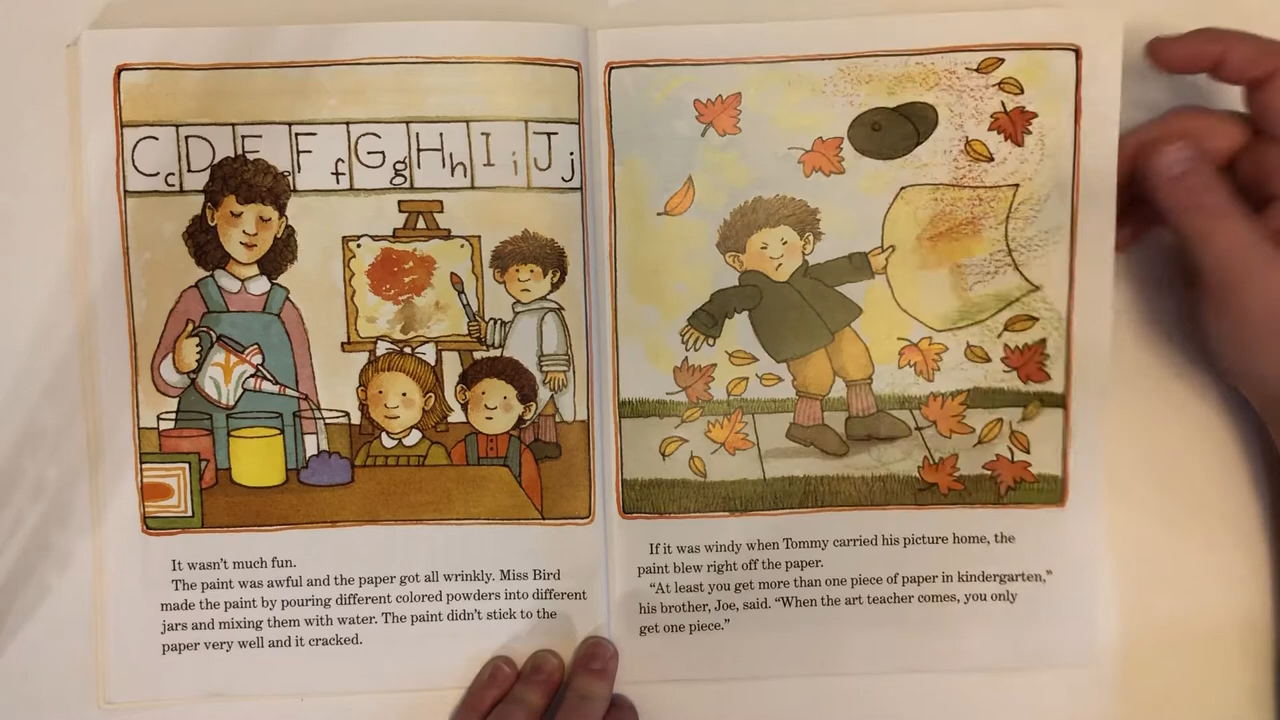 Cc D E e F f G g H h I i J j
It wasn't much fun.
The paint was awful and the paper got all wrinkly. Miss Bird
made the paint by pouring different colored powders into different
jars and mixing them with water. The paint didn't stick to the
paper very well and it cracked.
If it was windy when Tommy carried his picture home, the
paint blew right off the paper.
“At least you get more than one piece of paper in kindergarten,”
his brother, Joe, said. “When the art teacher comes, you only
get one piece.”